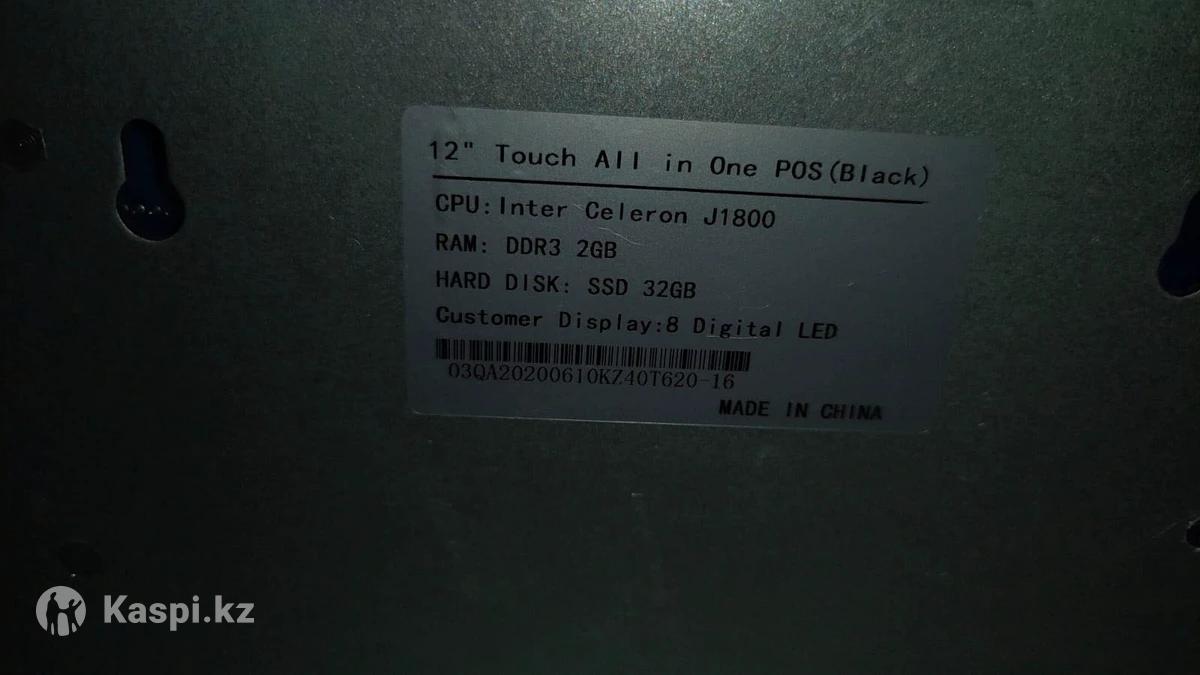 12" Touch All in One POS(Black)
CPU:Inter Celeron J1800
RAM: DDR3 2GB
HARD DISK: SSD 32GB
Customer Display:8 Digital LED
03QA20200610KZ40T620-16
MADE IN CHINA
Kaspi.kz